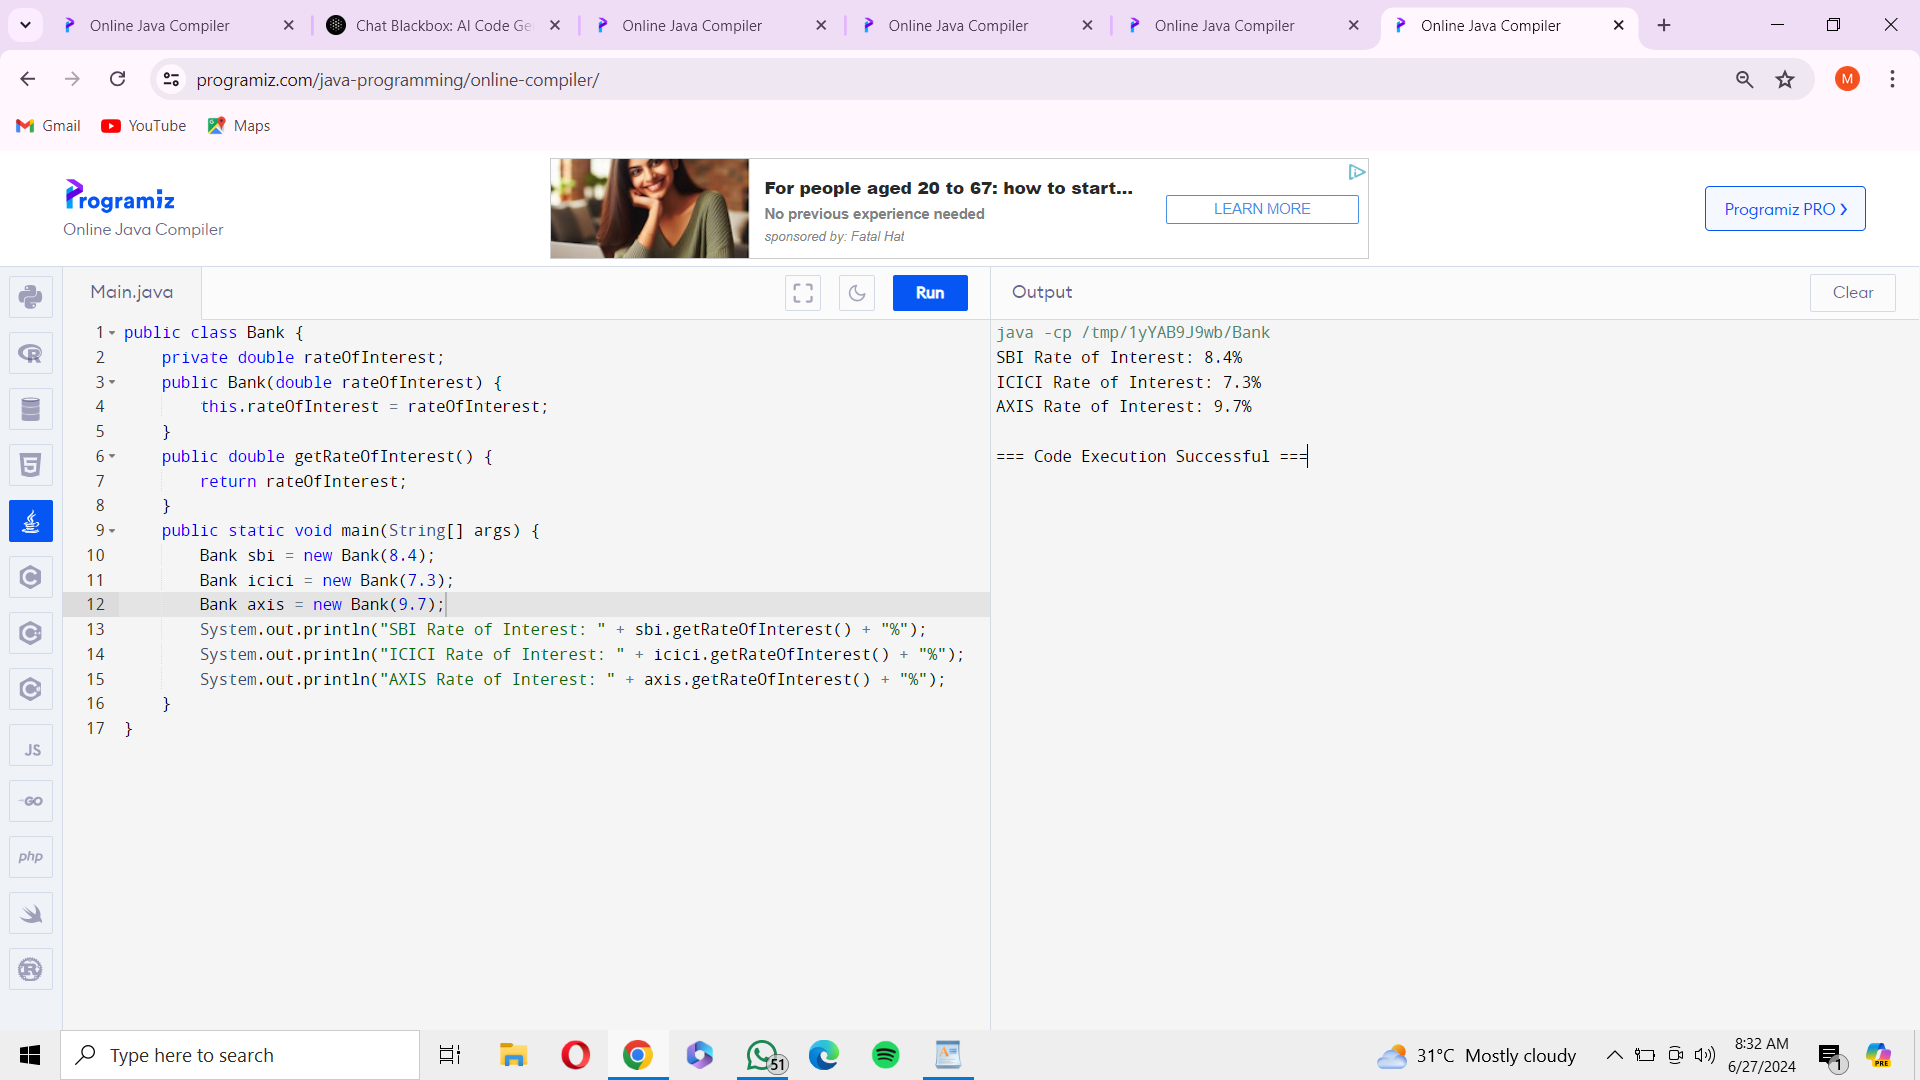 Online Java Compiler
Chat Blackbox: AI Code Ge
Online Java Compiler
Online Java Compiler
Online Java Compiler
Online Java Compiler
programiz.com/java-programming/online-compiler/
M
Gmail
YouTube
Maps
Programiz
Online Java Compiler
For people aged 20 to 67: how to start...
No previous experience needed
sponsored by: Fatal Hat
LEARN MORE
Programiz PRO ›
Main.java
Run
Output
Clear
1 public class Bank {
2     private double rateOfInterest;
3     public Bank(double rateOfInterest) {
4         this.rateOfInterest = rateOfInterest;
5     }
6     public double getRateOfInterest() {
7         return rateOfInterest;
8     }
9     public static void main(String[] args) {
10         Bank sbi = new Bank(8.4);
11         Bank icici = new Bank(7.3);
12         Bank axis = new Bank(9.7);
13         System.out.println("SBI Rate of Interest: " + sbi.getRateOfInterest() + "%");
14         System.out.println("ICICI Rate of Interest: " + icici.getRateOfInterest() + "%");
15         System.out.println("AXIS Rate of Interest: " + axis.getRateOfInterest() + "%");
16     }
17 }
java -cp /tmp/1yYAB9J9wb/Bank
SBI Rate of Interest: 8.4%
ICICI Rate of Interest: 7.3%
AXIS Rate of Interest: 9.7%
=== Code Execution Successful ===
JS
GO
php
Type here to search
51
31°C Mostly cloudy
8:32 AM
6/27/2024
1
PRE